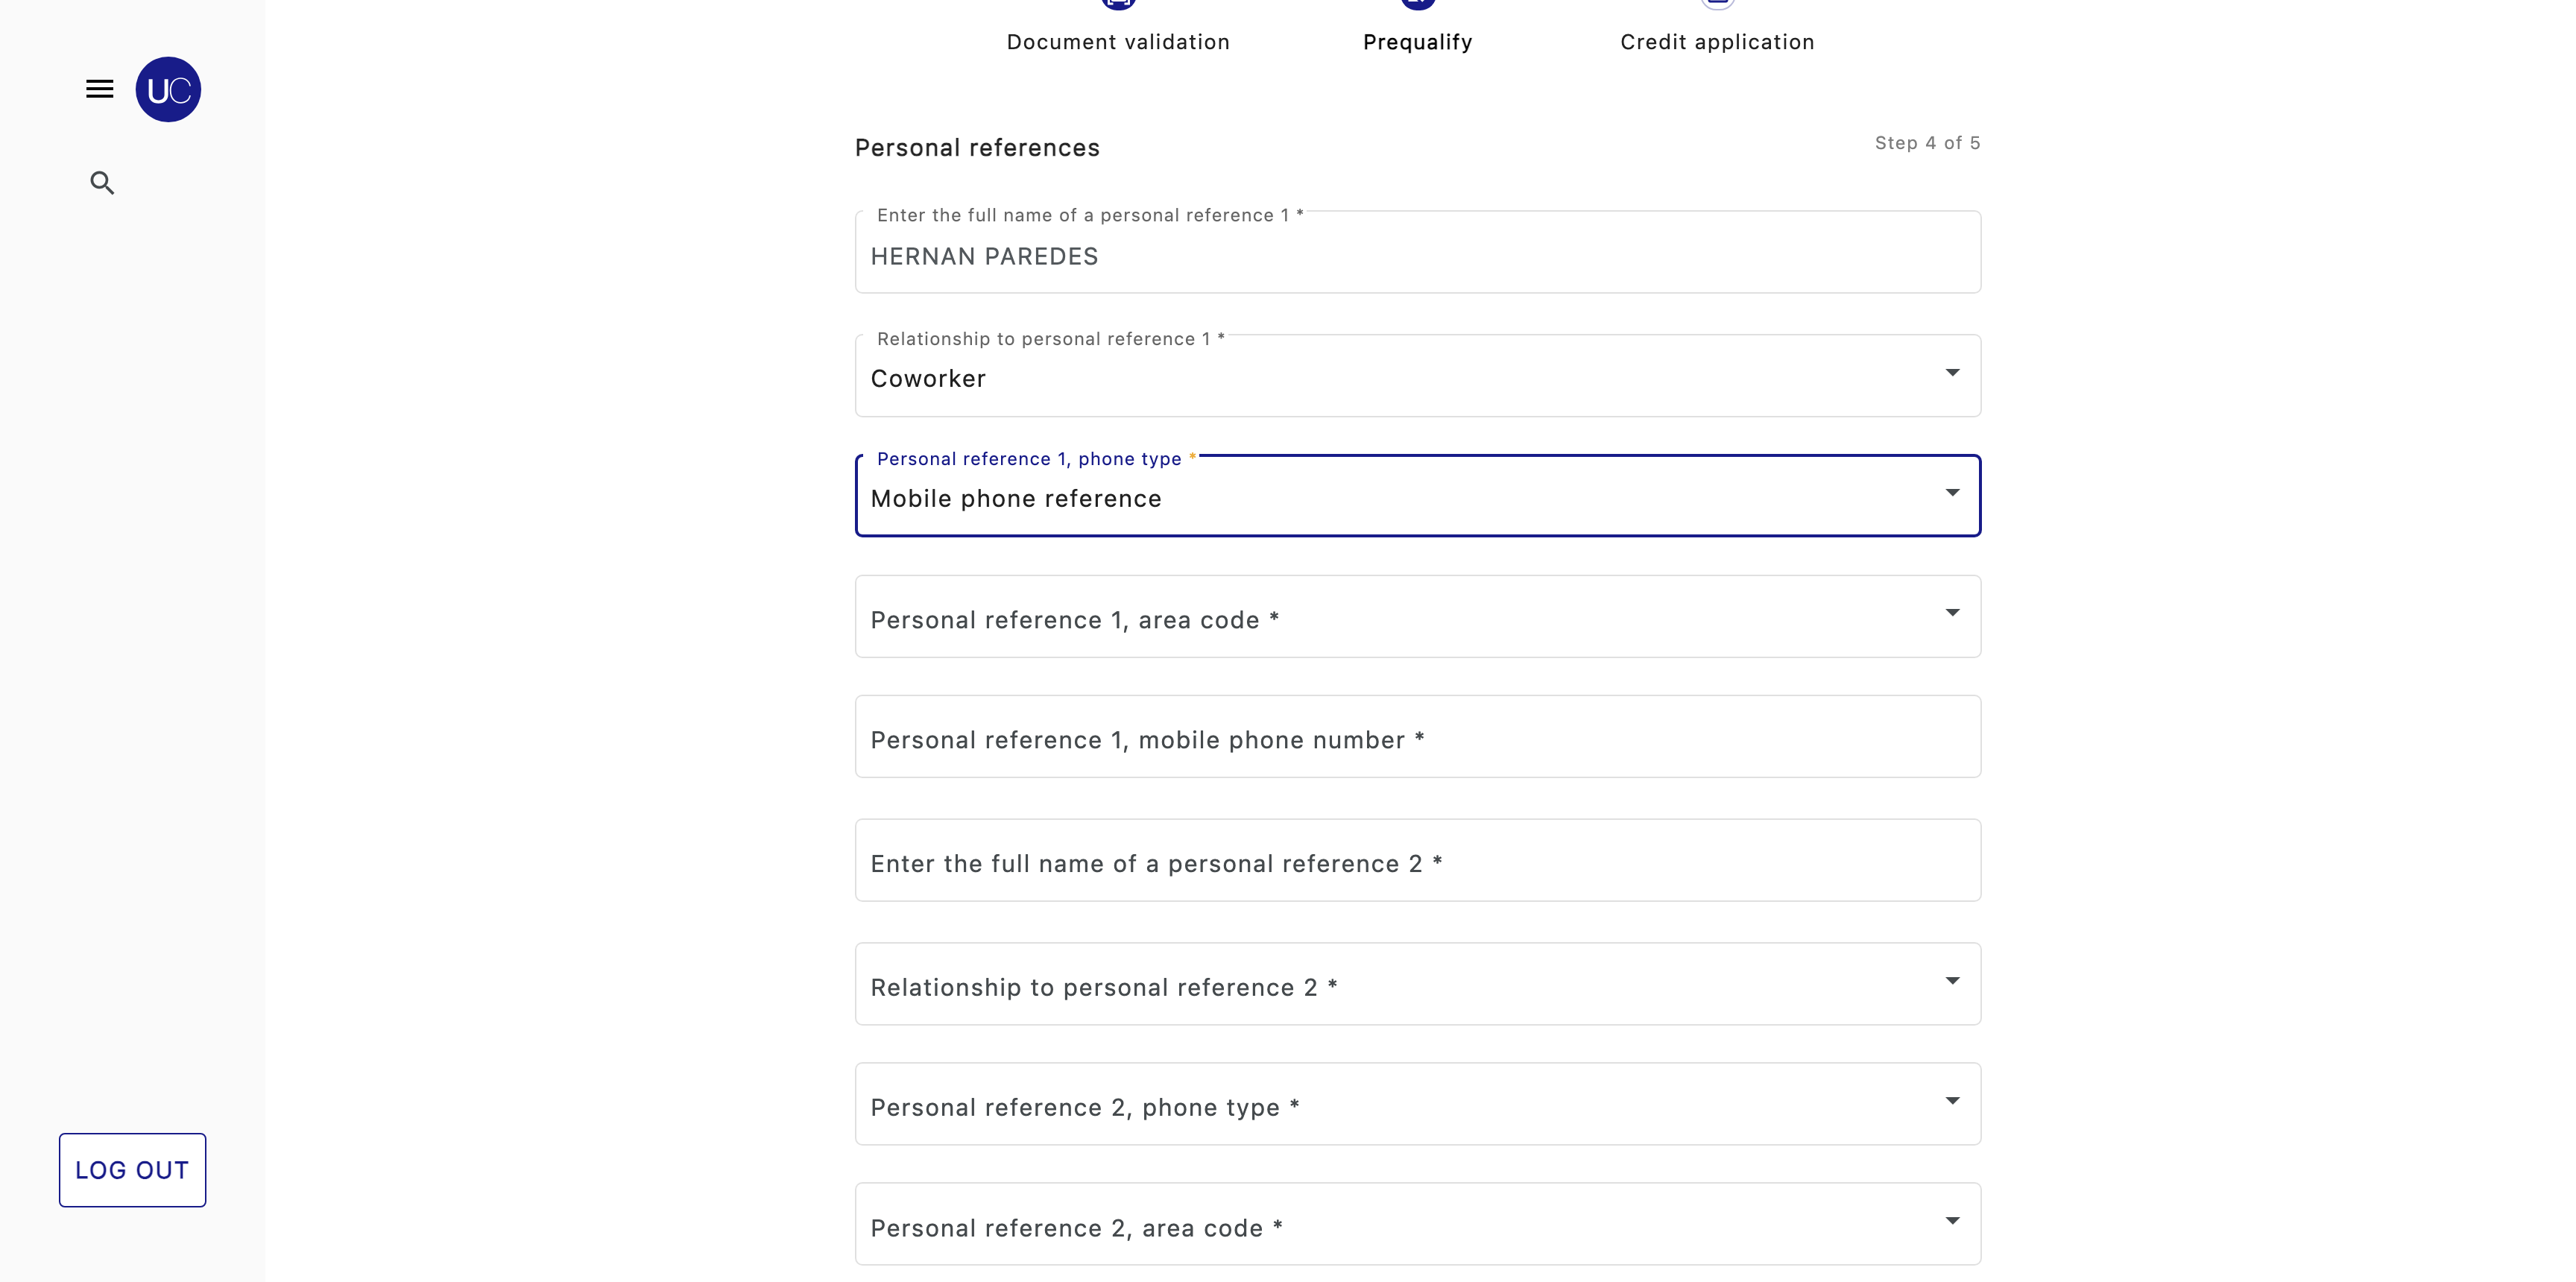 Document validation
Prequalify
Credit application
UC
Personal references
Step 4 of 5
Enter the full name of a personal reference 1 *
HERNAN PAREDES
Relationship to personal reference 1 *
Coworker
Personal reference 1, phone type *
Mobile phone reference
Personal reference 1, area code *
Personal reference 1, mobile phone number *
Enter the full name of a personal reference 2 *
Relationship to personal reference 2 *
Personal reference 2, phone type *
LOG OUT
Personal reference 2, area code *